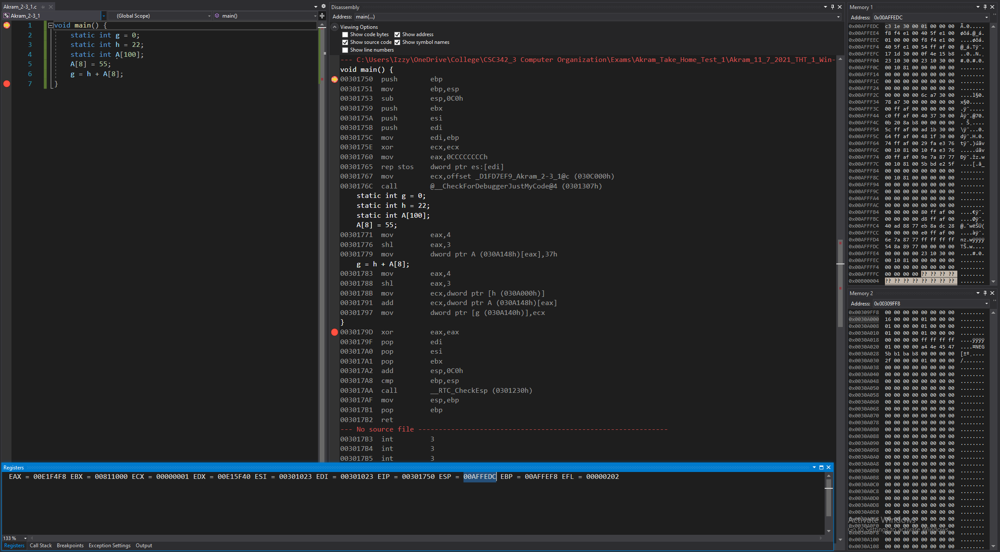 Akram_2-3_1.c
Akram_2-3_1 (Global Scope) main()
1 void main() {
2 static int g = 0;
3 static int h = 22;
4 static int A[100];
5 A[8] = 55;
6 g = h + A[8];
7 }
Disassembly
Address: main(...)
Viewing Options
Show code bytes Show address
Show source code Show symbol names
Show line numbers
--- C:\Users\Izzy\OneDrive\College\CSC342_3 Computer Organization\Exams\Akram_Take_Home_Test_1\Akram_11_7_2021_THT_1_Win-
void main() {
00301750 push ebp
00301751 mov ebp,esp
00301753 sub esp,0C0h
00301759 push ebx
0030175A push esi
0030175B push edi
0030175C mov edi,ebp
0030175E xor ecx,ecx
00301760 mov eax,0CCCCCCCCh
00301765 rep stos dword ptr es:[edi]
00301767 mov ecx,offset _D1FD7EF9_Akram_2-3_1@c (030C000h)
0030176C call @__CheckForDebuggerJustMyCode@4 (0301307h)
static int g = 0;
static int h = 22;
static int A[100];
A[8] = 55;
00301771 mov eax,4
00301776 shl eax,3
00301779 mov dword ptr A (030A148h)[eax],37h
g = h + A[8];
00301783 mov eax,4
00301788 shl eax,3
0030178B mov ecx,dword ptr [h (030A000h)]
00301791 add ecx,dword ptr A (030A148h)[eax]
00301797 mov dword ptr [g (030A140h)],ecx
}
0030179D xor eax,eax
0030179F pop edi
003017A0 pop esi
003017A1 pop ebx
003017A2 add esp,0C0h
003017A8 cmp ebp,esp
003017AA call __RTC_CheckEsp (0301230h)
003017AF mov esp,ebp
003017B1 pop ebp
003017B2 ret
--- No source file -------------------------------------------------------------
003017B3 int 3
003017B4 int 3
003017B5 int 3
Registers
EAX = 00E1F4F8 EBX = 00811000 ECX = 00000001 EDX = 00E15F40 ESI = 00301023 EDI = 00301023 EIP = 00301750 ESP = 00AFFEDC EBP = 00AFFEF8 EFL = 00000202
133 %
Registers Call Stack Breakpoints Exception Settings Output
Memory 1
Address: 0x00AFFEDC
0x00AFFEDC c3 1e 30 00 01 00 00 00 Ã.0.....
0x00AFFEE4 f8 f4 e1 00 40 5f e1 00 øôá.@_á.
0x00AFFEEC 01 00 00 00 f8 f4 e1 00 ....øôá.
0x00AFFEF4 40 5f e1 00 54 ff af 00 @_á.Tÿ¯.
0x00AFFEFC 17 1d 30 00 0f 4e 15 b8 ..0..N.¸
0x00AFFF04 23 10 30 00 23 10 30 00 #.0.#.0.
0x00AFFF0C 00 10 81 00 00 00 00 00 ........
0x00AFFF14 00 00 00 00 00 00 00 00 ........
0x00AFFF1C 00 00 00 00 00 00 00 00 ........
0x00AFFF24 00 00 00 00 00 00 00 00 ........
0x00AFFF2C 00 00 00 00 6c a7 30 00 ....l§0.
0x00AFFF34 78 a7 30 00 00 00 00 00 x§0.....
0x00AFFF3C 00 ff af 00 00 00 00 00 .ÿ¯.....
0x00AFFF44 c0 ff af 00 40 37 30 00 Àÿ¯.@70.
0x00AFFF4C 0b 20 8a b8 00 00 00 00 . Š¸....
0x00AFFF54 5c ff af 00 ad 1b 30 00 \ÿ¯...0.
0x00AFFF5C 64 ff af 00 48 1f 30 00 dÿ¯.H.0.
0x00AFFF64 74 ff af 00 29 fa e3 76 tÿ¯.)úãv
0x00AFFF6C 00 10 81 00 10 fa e3 76 .....úãv
0x00AFFF74 d0 ff af 00 9e 7a 87 77 Ðÿ¯.žz.w
0x00AFFF7C 00 10 81 00 5b bd e2 5f ....[.â_
0x00AFFF84 00 00 00 00 00 00 00 00 ........
0x00AFFF8C 00 10 81 00 00 00 00 00 ........
0x00AFFF94 00 00 00 00 00 00 00 00 ........
0x00AFFF9C 00 00 00 00 00 00 00 00 ........
0x00AFFFA4 00 00 00 00 00 00 00 00 ........
0x00AFFFAC 00 00 00 00 00 00 00 00 ........
0x00AFFFB4 00 00 00 00 80 ff af 00 ....€ÿ¯.
0x00AFFFBC 00 00 00 00 d8 ff af 00 ....Øÿ¯.
0x00AFFFC4 40 ad 88 77 eb 8a dc 28 @.ˆwëŠÜ(
0x00AFFFCC 00 00 00 00 e0 ff af 00 ....àÿ¯.
0x00AFFFD4 6e 7a 87 77 ff ff ff ff nz.wÿÿÿÿ
0x00AFFFDC 54 8a 89 77 00 00 00 00 TŠ.w....
0x00AFFFE4 00 00 00 00 23 10 30 00 ....#.0.
0x00AFFFEC 00 10 81 00 00 00 00 00 ........
0x00AFFFF4 00 00 00 00 00 00 00 00 ........
0x00AFFFFC 00 00 00 00 ?? ?? ?? ?? ........
0x00B00004 ?? ?? ?? ?? ?? ?? ?? ?? ........
Memory 2
Address: 0x00309FF8
0x00309FF8 00 00 00 00 00 00 00 00 ........
0x0030A000 16 00 00 00 01 00 00 00 ........
0x0030A008 01 00 00 00 01 00 00 00 ........
0x0030A010 01 00 00 00 01 00 00 00 ........
0x0030A018 00 00 00 00 ff ff ff ff ....ÿÿÿÿ
0x0030A020 01 00 00 00 a4 4e 45 47 ....¤NEG
0x0030A028 5b b1 ba b8 00 00 00 00 [±º¸....
0x0030A030 2f 00 00 00 01 00 00 00 /.......
0x0030A038 00 00 00 00 00 00 00 00 ........
0x0030A040 00 00 00 00 00 00 00 00 ........
0x0030A048 00 00 00 00 00 00 00 00 ........
0x0030A050 00 00 00 00 00 00 00 00 ........
0x0030A058 00 00 00 00 00 00 00 00 ........
0x0030A060 00 00 00 00 00 00 00 00 ........
0x0030A068 00 00 00 00 00 00 00 00 ........
0x0030A070 00 00 00 00 00 00 00 00 ........
0x0030A078 00 00 00 00 00 00 00 00 ........
0x0030A080 00 00 00 00 00 00 00 00 ........
0x0030A088 00 00 00 00 00 00 00 00 ........
0x0030A090 00 00 00 00 00 00 00 00 ........
0x0030A098 00 00 00 00 00 00 00 00 ........
0x0030A0A0 00 00 00 00 00 00 00 00 ........
0x0030A0A8 00 00 00 00 00 00 00 00 ........
0x0030A0B0 00 00 00 00 00 00 00 00 ........
0x0030A0B8 00 00 00 00 00 00 00 00 ........
0x0030A0C0 00 00 00 00 00 00 00 00 ........
0x0030A0C8 00 00 00 00 00 00 00 00 ........
0x0030A0D0 00 00 00 00 00 00 00 00 ........
0x0030A0D8 00 00 00 00 00 00 00 00 ........
0x0030A0E0 00 00 00 00 00 00 00 00 ........
0x0030A0E8 00 00 00 00 00 00 00 00 ........
0x0030A0F0 00 00 00 00 00 00 00 00 ........
0x0030A0F8 00 00 00 00 00 00 00 00 ........
0x0030A100 00 00 00 00 00 00 00 00 ........
0x0030A108 00 00 00 00 00 00 00 00 ........
Activate Windows
Go to Settings to activate Windows.